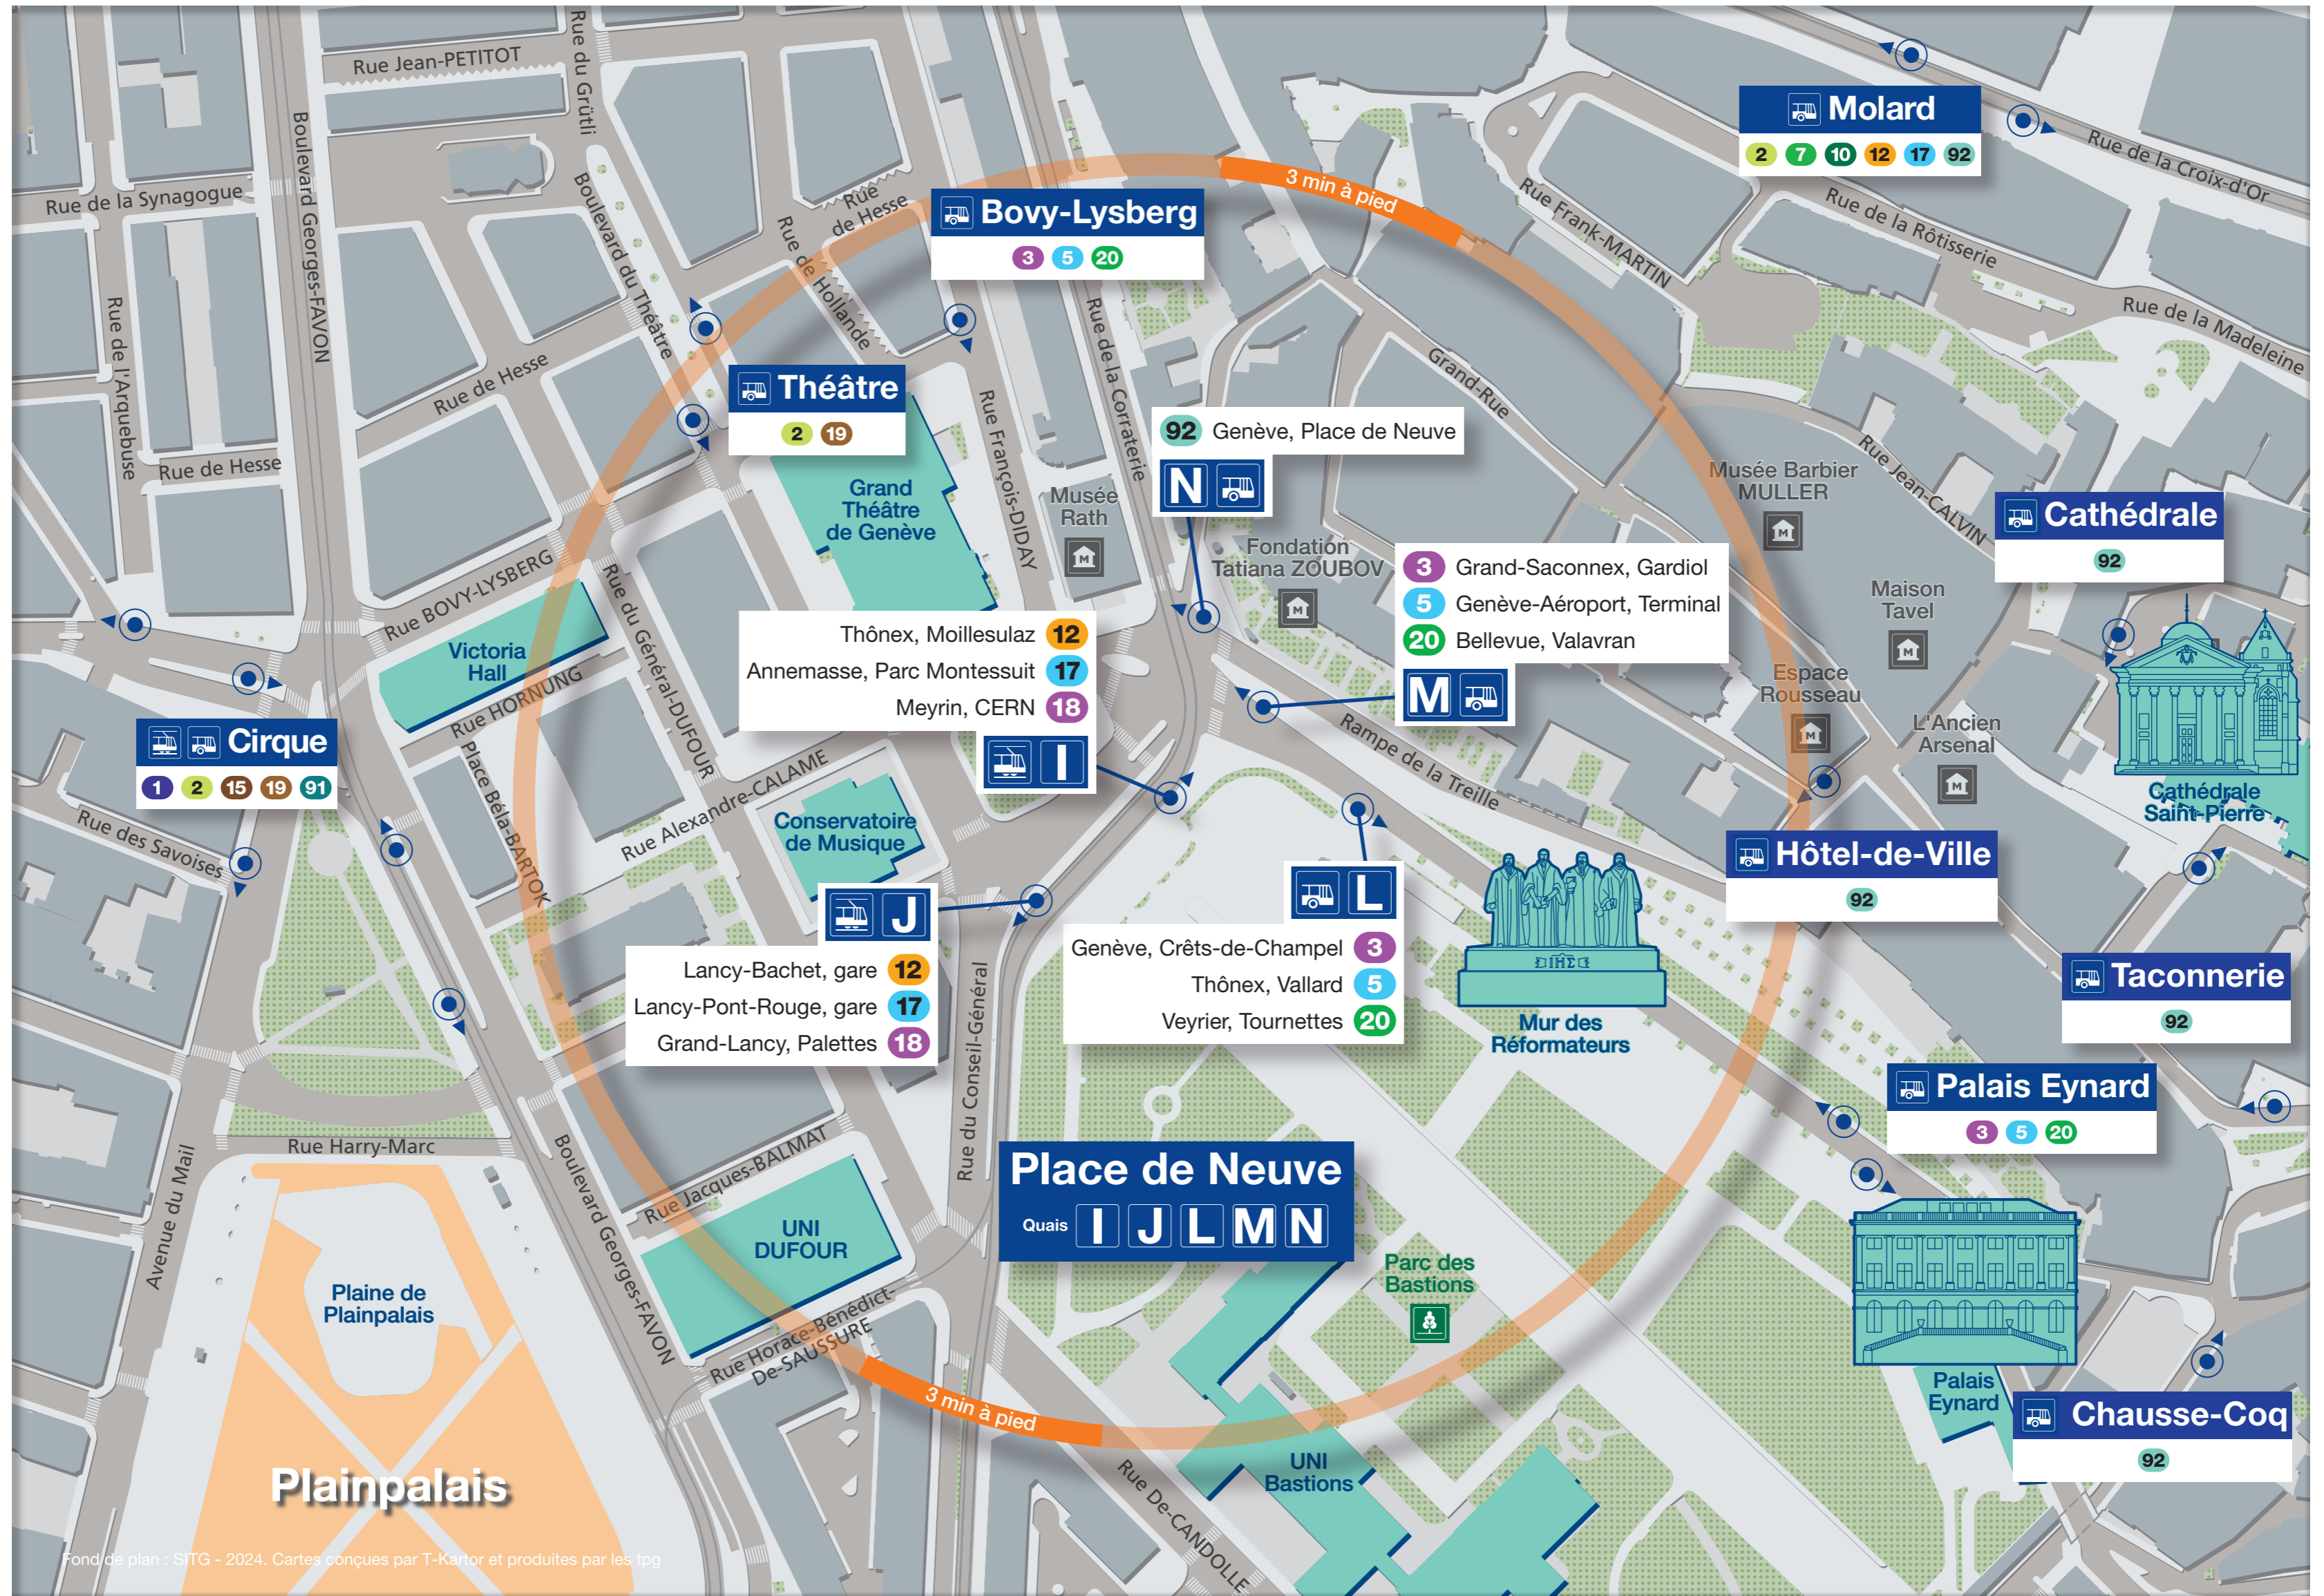 Rue Jean-PETITOT
Rue du Grütli
Boulevard Georges-FAVON
Rue de la Synagogue
Rue de l'Arquebuse
Boulevard du Théâtre
Rue
de Hesse
Rue de Hollande
Rue de Hesse
Rue de Hesse
Bovy-Lysberg
3 5 20
3 min à pied
Molard
2 7 10 12 17 92
Rue de la Croix-d'Or
Rue Frank-MARTIN
Rue de la Rôtisserie
Rue de la Madeleine
Théâtre
2 19
Rue de la Corraterie
Rue François-DIDAY
Grand-Rue
Rue Jean-CALVIN
Grand
Théâtre
de Genève
Musée
Rath
M
92 Genève, Place de Neuve
N
Fondation
Tatiana ZOUBOV
M
Musée Barbier
MULLER
M
Cathédrale
92
3 Grand-Saconnex, Gardiol
5 Genève-Aéroport, Terminal
20 Bellevue, Valavran
M
Maison
Tavel
M
Espace
Rousseau
M
L'Ancien
Arsenal
M
Cathédrale
Saint-Pierre
Rue BOVY-LYSBERG
Victoria
Hall
Rue HORNUNG
Rue du Général-DUFOUR
Place Béla-BARTOK
Thônex, Moillesulaz 12
Annemasse, Parc Montessuit 17
Meyrin, CERN 18
I
Cirque
1 2 15 19 91
Rue des Savoises
Rue Alexandre-CALAME
Conservatoire
de Musique
Rampe de la Treille
Hôtel-de-Ville
92
J
Lancy-Bachet, gare 12
Lancy-Pont-Rouge, gare 17
Grand-Lancy, Palettes 18
L
Genève, Crêts-de-Champel 3
Thônex, Vallard 5
Veyrier, Tournettes 20
ΙΗΣ
Mur des
Réformateurs
Taconnerie
92
Palais Eynard
3 5 20
Rue du Conseil-Général
Rue Harry-Marc
Avenue du Mail
Boulevard Georges-FAVON
Rue Jacques-BALMAT
UNI
DUFOUR
Place de Neuve
Quais I J L M N
Parc des
Bastions
Plaine de
Plainpalais
Rue Horace-Bénédict-
De-SAUSSURE
3 min à pied
Palais
Eynard
Chausse-Coq
92
UNI
Bastions
Rue De-CANDOLLE
Plainpalais
Fond de plan : SITG - 2024. Cartes conçues par T-Kartor et produites par les tpg